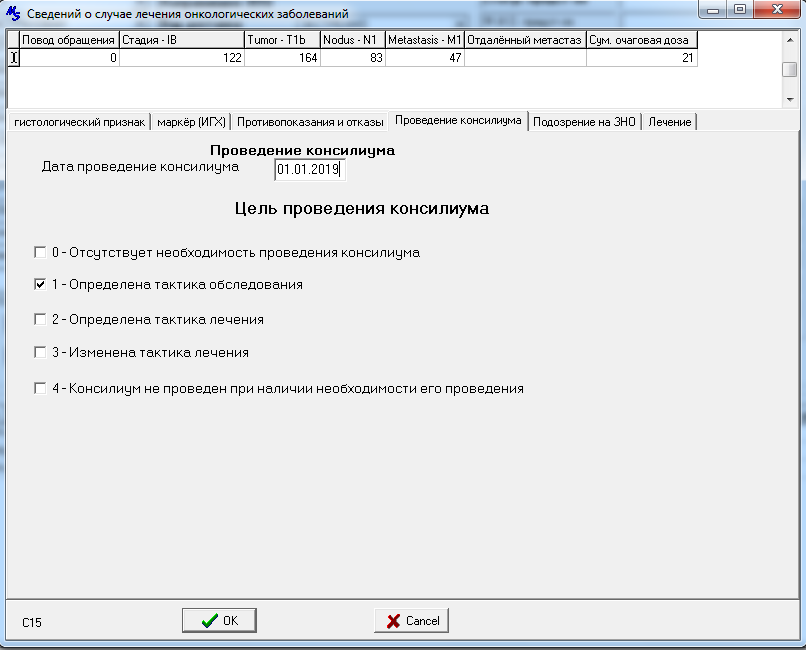 Сведений о случае лечения онкологических заболеваний
Повод обращения Стадия - IB Tumor - T1b Nodus - N1 Metastasis - M1 Отдалённый метастаз Сум. очаговая доза
0 122 164 83 47 21
гистологический признак маркёр (ИГХ) Противопоказания и отказы Проведение консилиума Подозрение на ЗНО Лечение
Проведение консилиума
Дата проведение консилиума 01.01.2019
Цель проведения консилиума
0 - Отсутствует необходимость проведения консилиума
1 - Определена тактика обследования
2 - Определена тактика лечения
3 - Изменена тактика лечения
4 - Консилиум не проведен при наличии необходимости его проведения
C15 OK Cancel